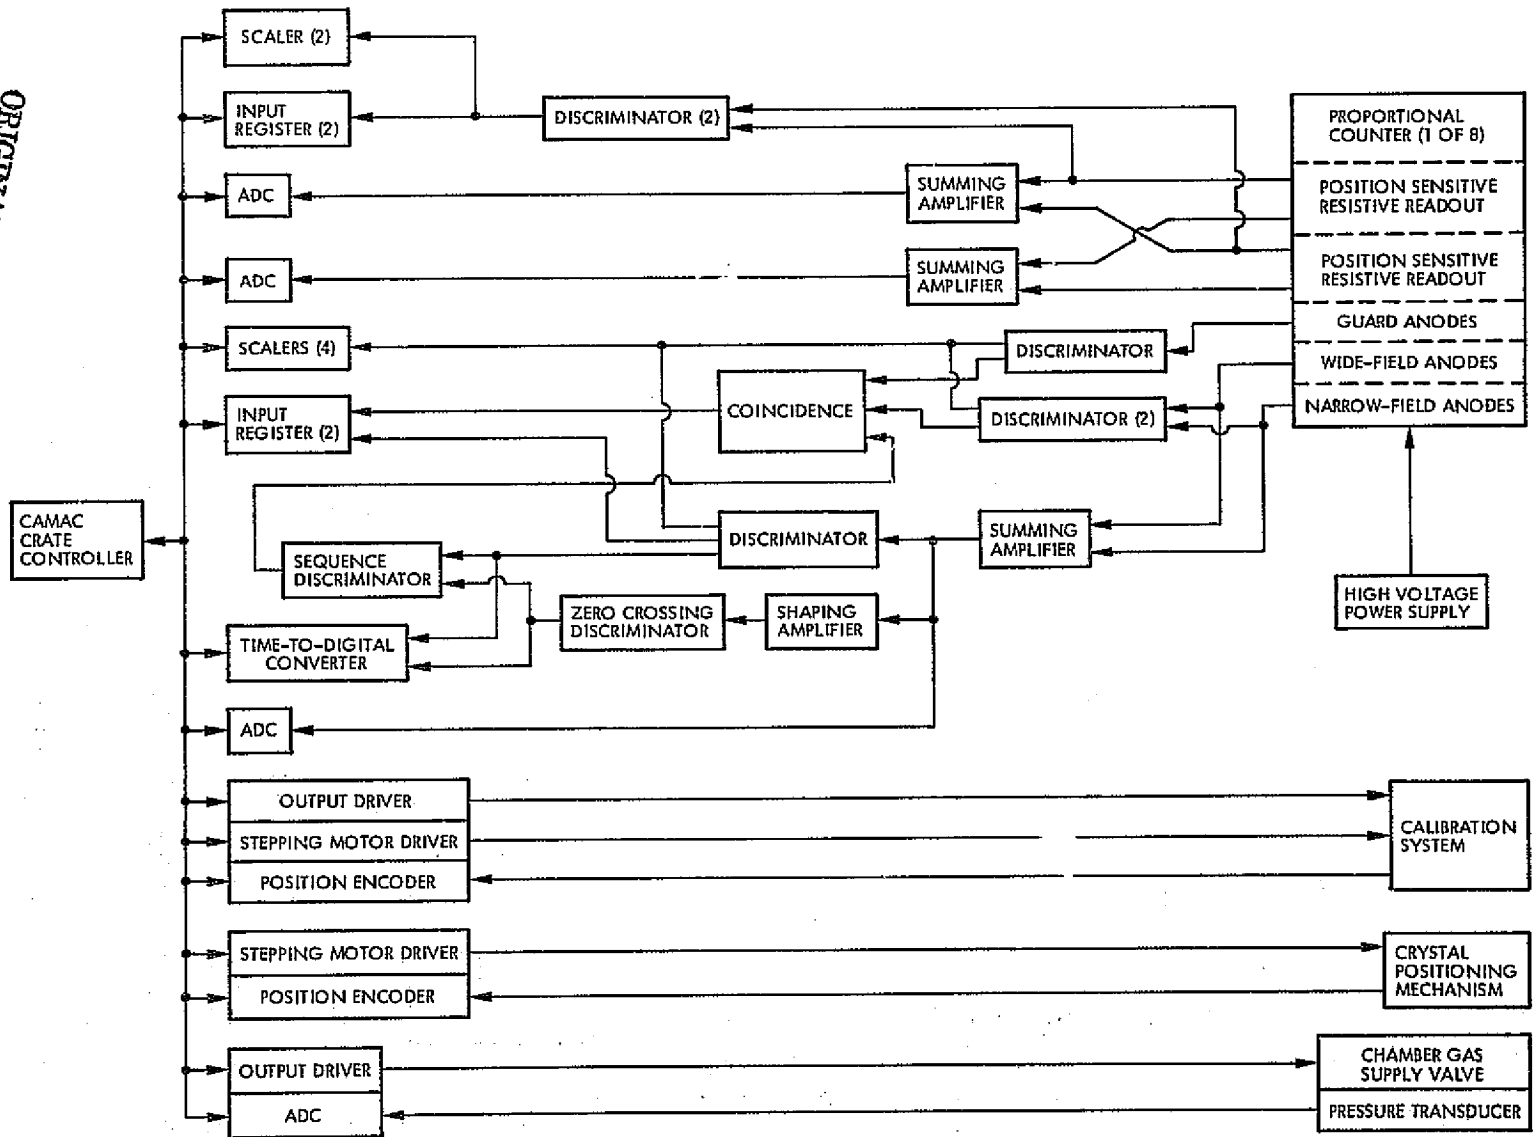 SCALER (2)
INPUT
REGISTER (2)
DISCRIMINATOR (2)
PROPORTIONAL
COUNTER (1 OF 8)
ADC
SUMMING
AMPLIFIER
POSITION SENSITIVE
RESISTIVE READOUT
ADC
SUMMING
AMPLIFIER
POSITION SENSITIVE
RESISTIVE READOUT
GUARD ANODES
SCALERS (4)
DISCRIMINATOR
WIDE-FIELD ANODES
INPUT
REGISTER (2)
COINCIDENCE
DISCRIMINATOR (2)
NARROW-FIELD ANODES
CAMAC
CRATE
CONTROLLER
SEQUENCE
DISCRIMINATOR
DISCRIMINATOR
SUMMING
AMPLIFIER
HIGH VOLTAGE
POWER SUPPLY
ZERO CROSSING
DISCRIMINATOR
SHAPING
AMPLIFIER
TIME-TO-DIGITAL
CONVERTER
ADC
OUTPUT DRIVER
STEPPING MOTOR DRIVER
POSITION ENCODER
CALIBRATION
SYSTEM
STEPPING MOTOR DRIVER
POSITION ENCODER
CRYSTAL
POSITIONING
MECHANISM
OUTPUT DRIVER
ADC
CHAMBER GAS
SUPPLY VALVE
PRESSURE TRANSDUCER